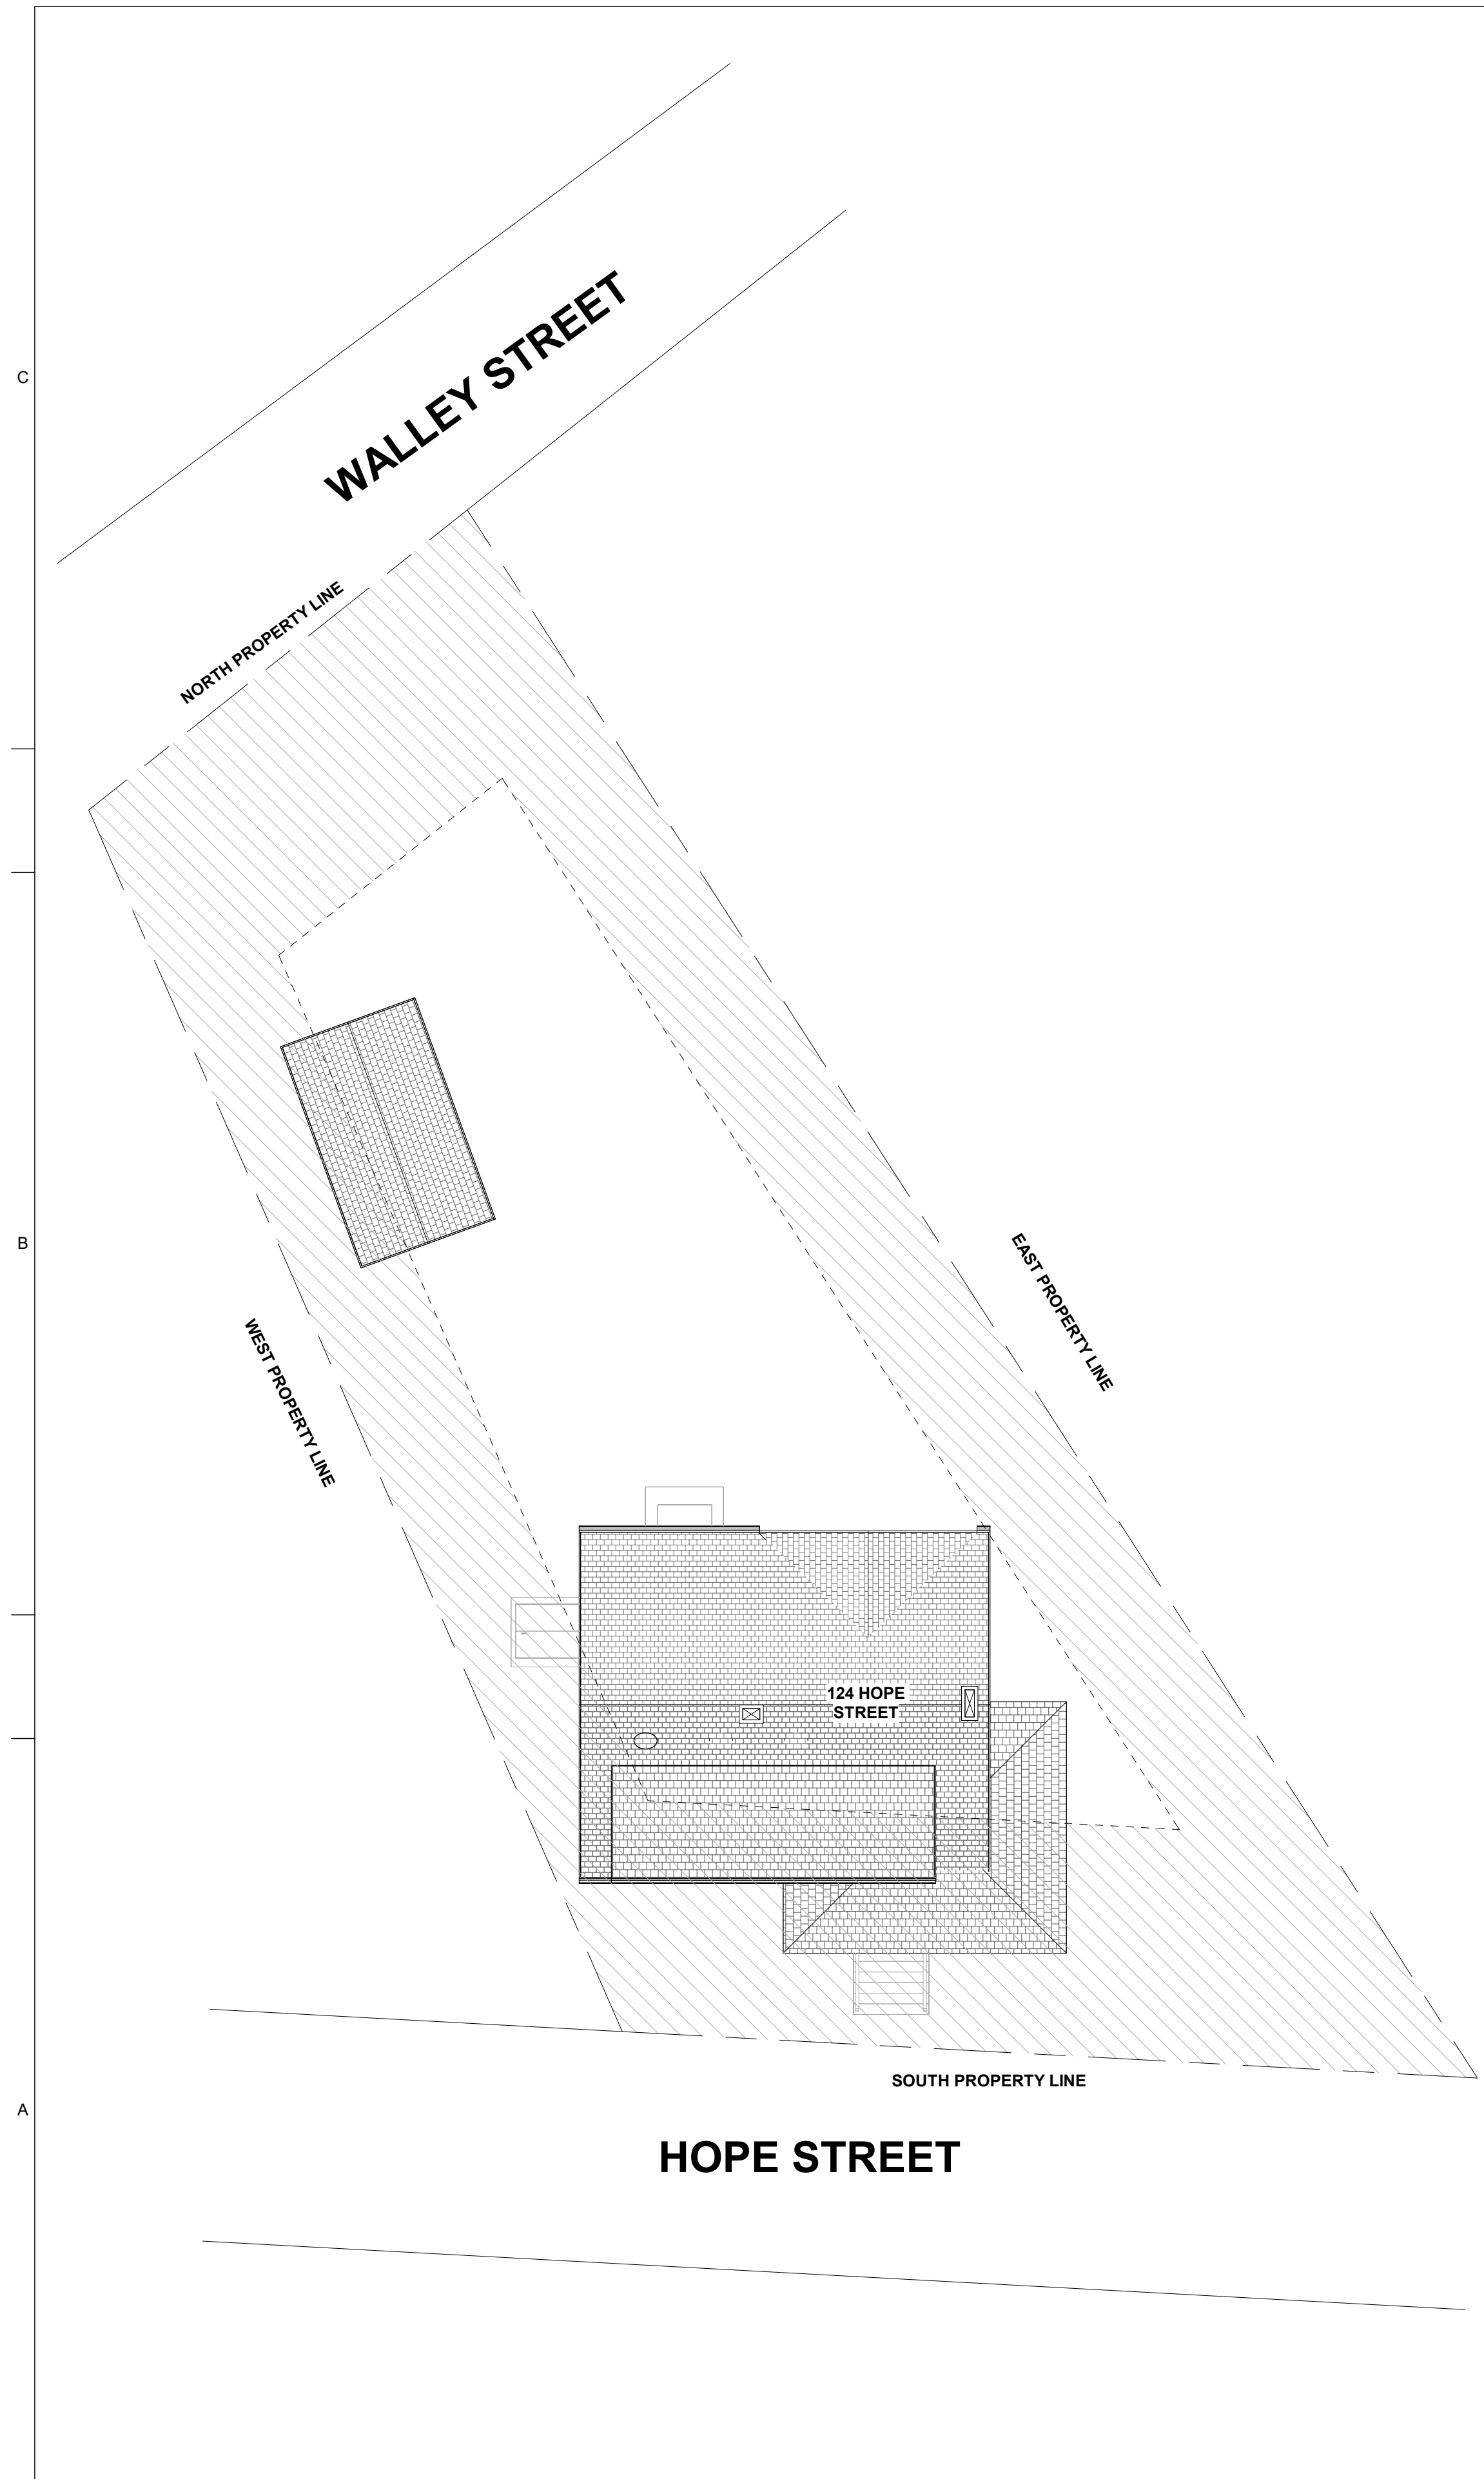 C
WALLEY STREET
NORTH PROPERTY LINE
B
EAST PROPERTY LINE
WEST PROPERTY LINE
124 HOPE
STREET
SOUTH PROPERTY LINE
A
HOPE STREET